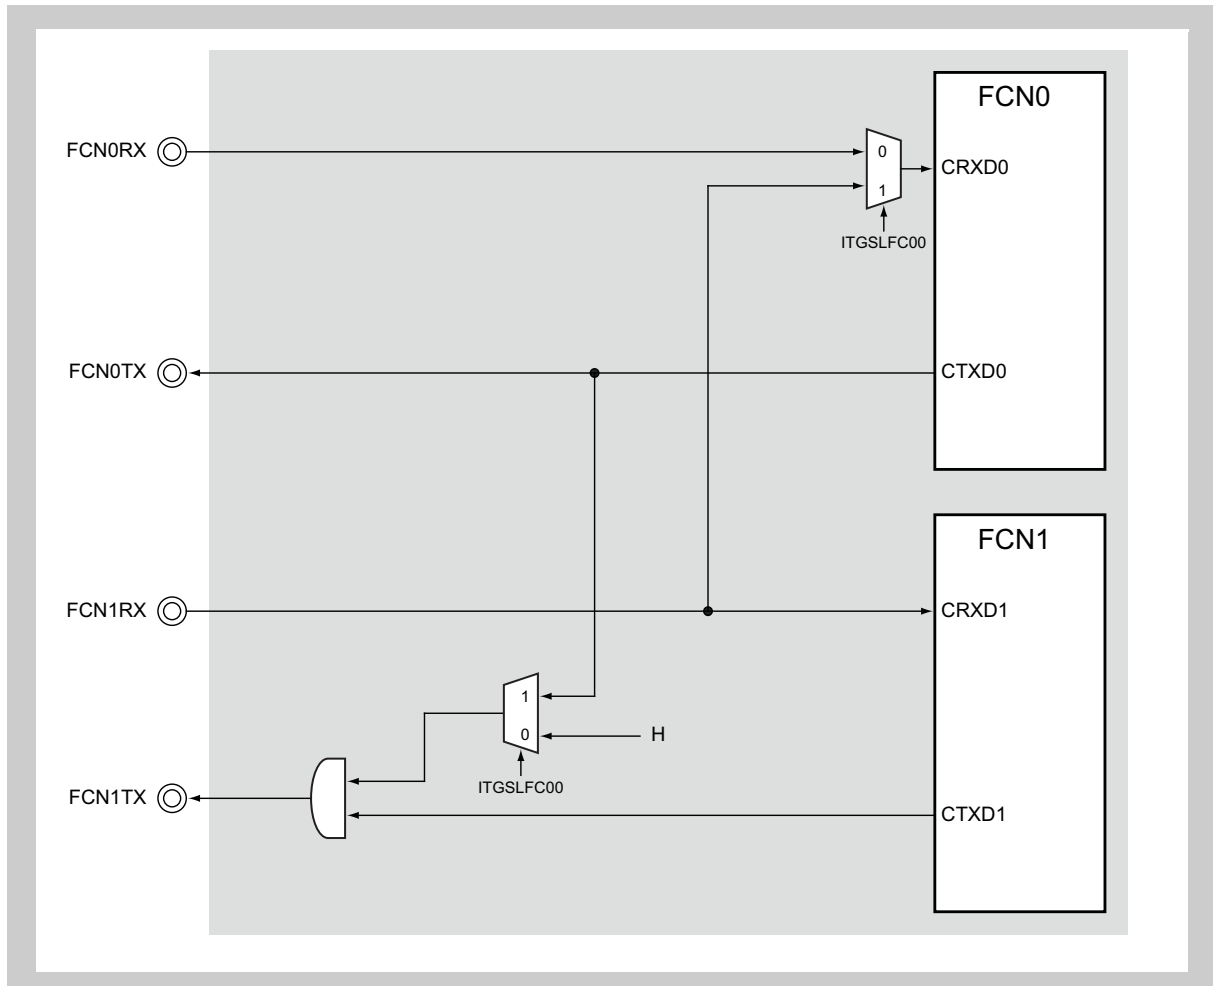 FCN0
FCN0RX
0
CRXD0
1
ITGSLFC00
FCN0TX
CTXD0
FCN1
FCN1RX
CRXD1
1
0
H
ITGSLFC00
FCN1TX
CTXD1